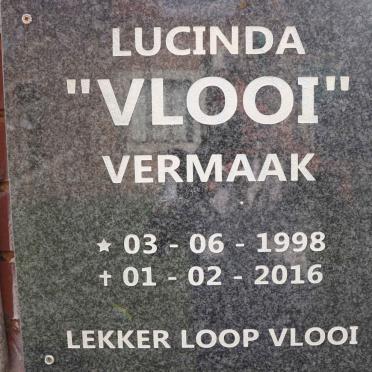 LUCINDA
"VLOOI"
VERMAAK
★ 03 - 06 - 1998
✝ 01 - 02 - 2016
LEKKER LOOP VLOOI